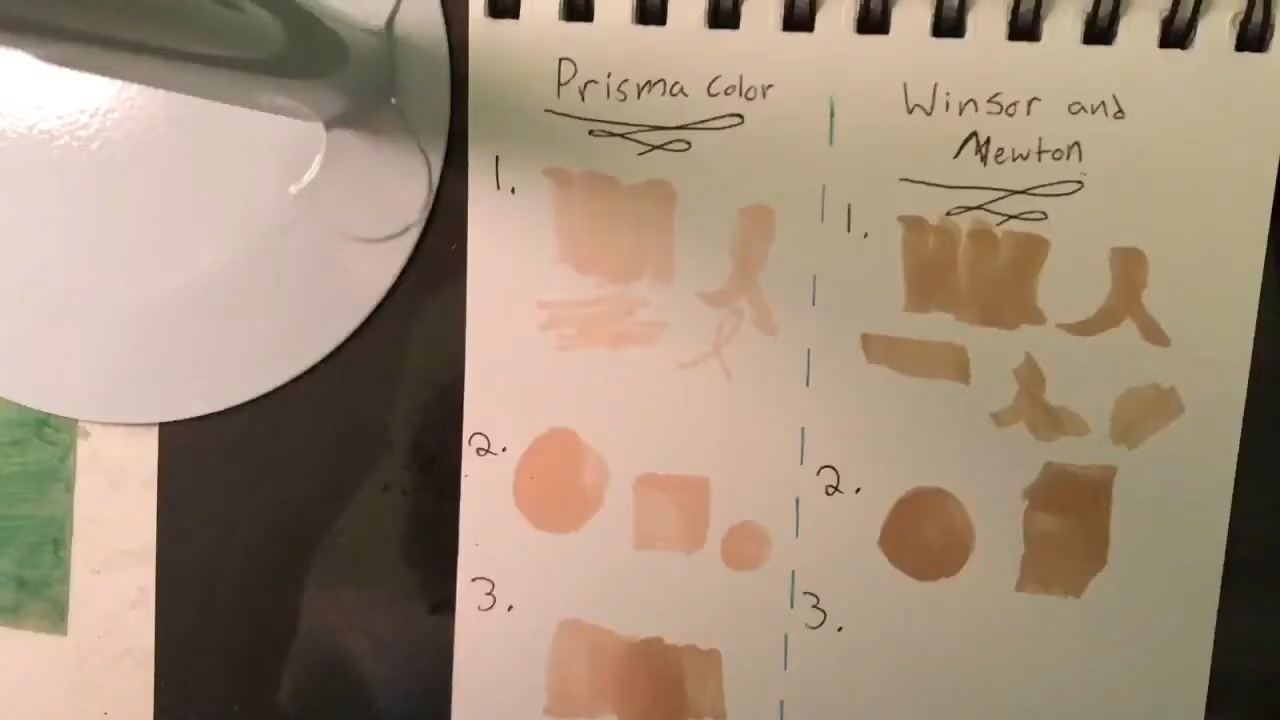 Prisma Color
1.
2.
3.
Winsor and
Newton
1.
2.
3.